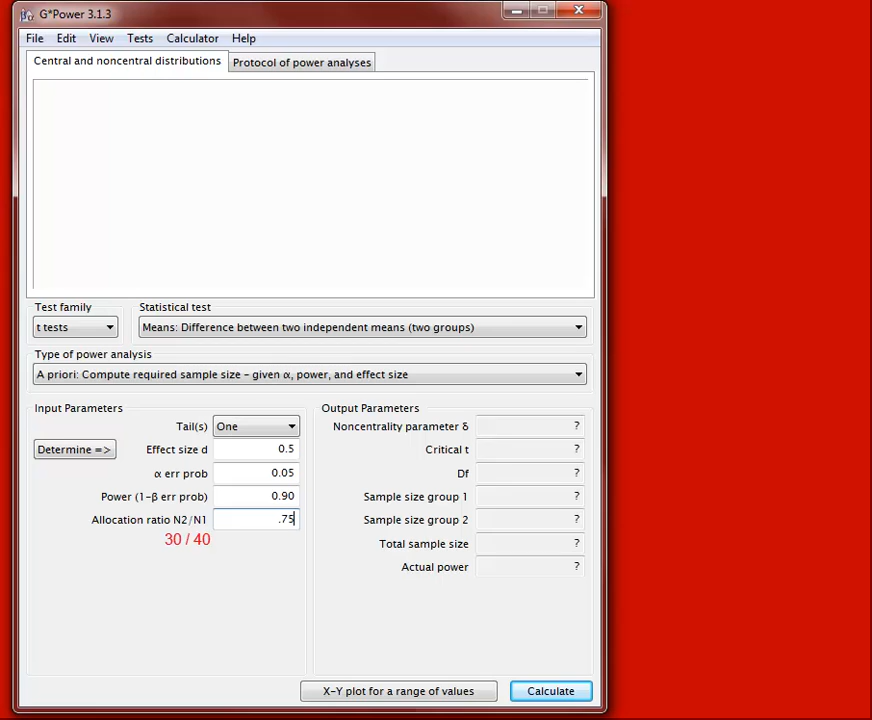 G*Power 3.1.3
File Edit View Tests Calculator Help
Central and noncentral distributions Protocol of power analyses
Test family Statistical test
t tests Means: Difference between two independent means (two groups)
Type of power analysis
A priori: Compute required sample size - given α, power, and effect size
Input Parameters Output Parameters
Tail(s) One Noncentrality parameter δ ?
Determine => Effect size d 0.5 Critical t ?
α err prob 0.05 Df ?
Power (1-β err prob) 0.90 Sample size group 1 ?
Allocation ratio N2/N1 .75 Sample size group 2 ?
30 / 40 Total sample size ?
Actual power ?
X-Y plot for a range of values Calculate